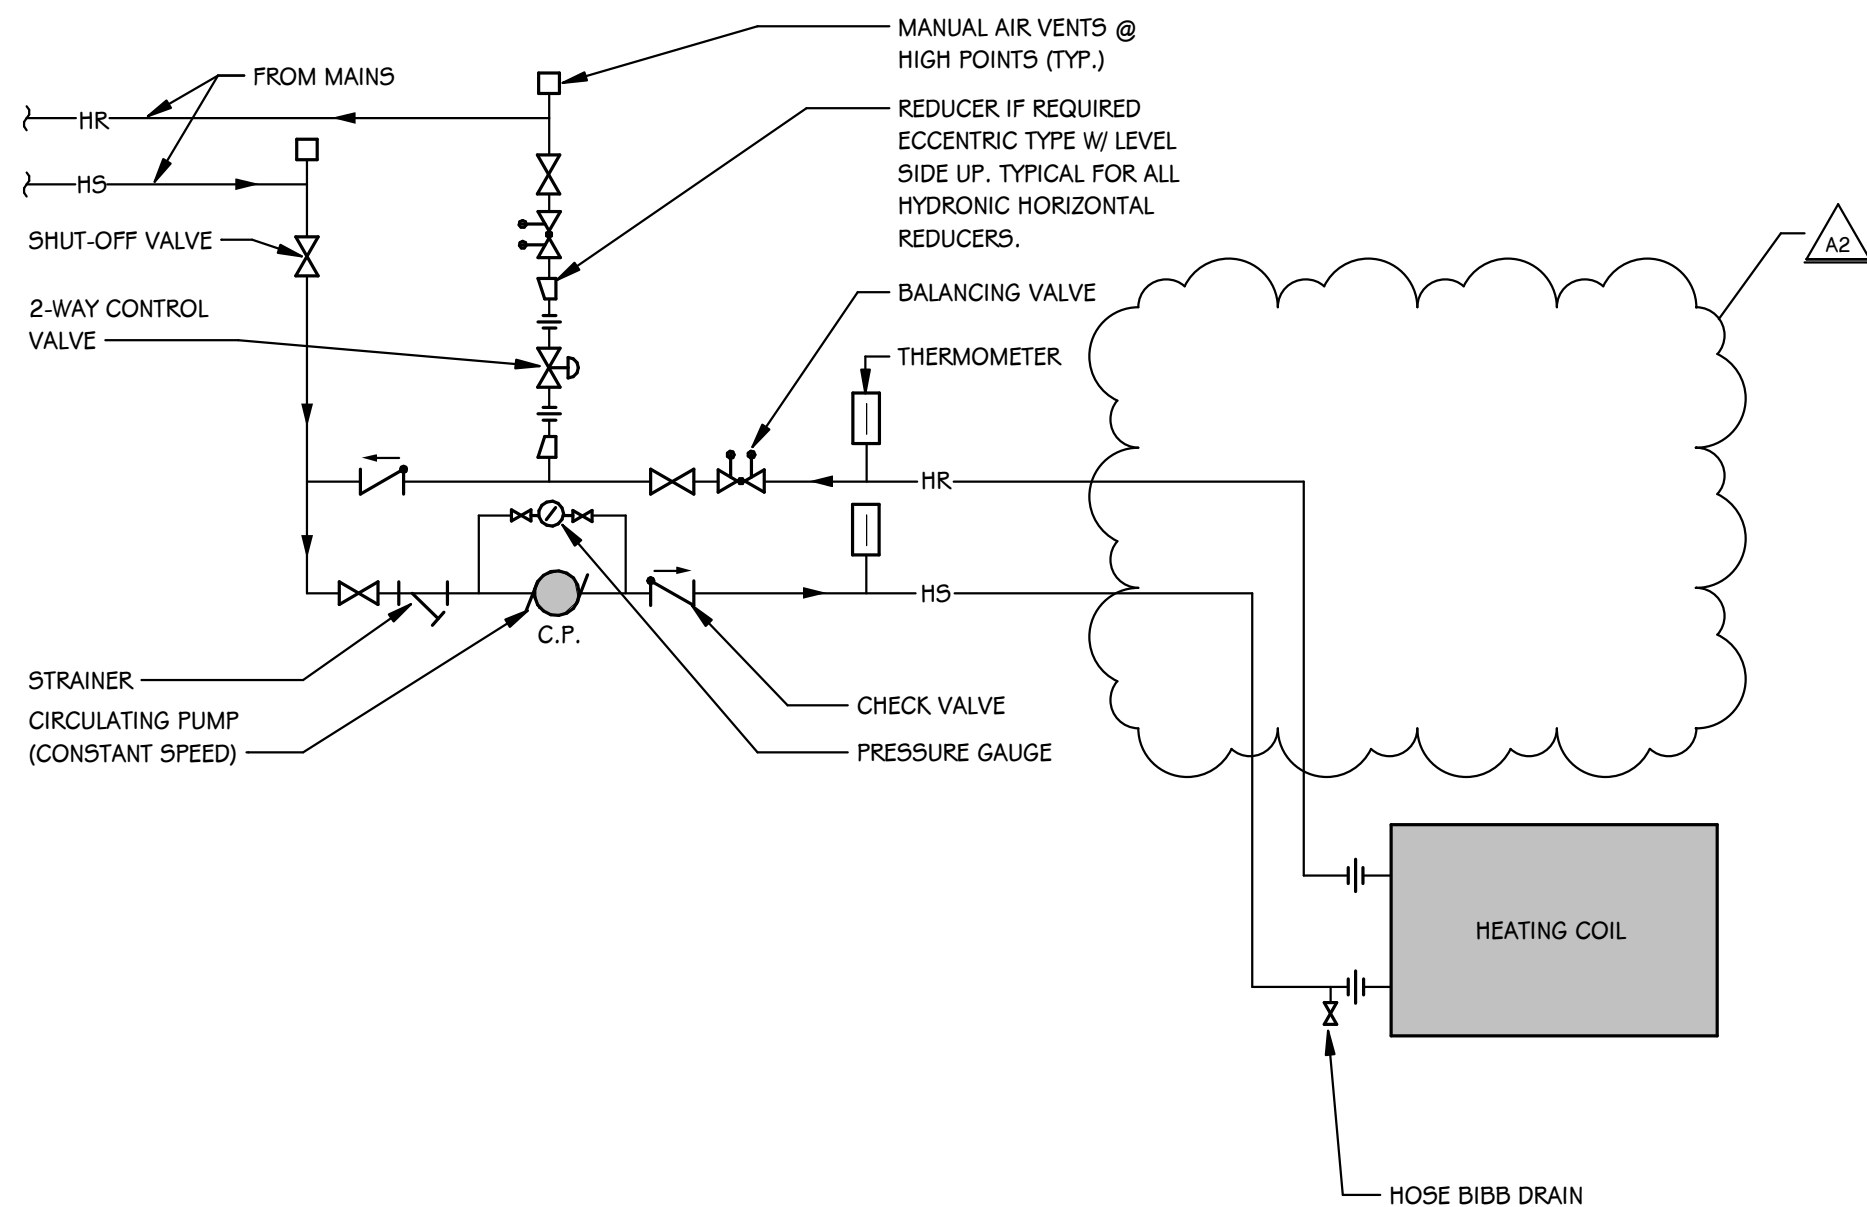 MANUAL AIR VENTS @
HIGH POINTS (TYP.)
FROM MAINS
HR
REDUCER IF REQUIRED
ECCENTRIC TYPE W/ LEVEL
SIDE UP. TYPICAL FOR ALL
HYDRONIC HORIZONTAL
REDUCERS.
HS
SHUT-OFF VALVE
A2
2-WAY CONTROL
VALVE
BALANCING VALVE
THERMOMETER
HR
HS
C.P.
STRAINER
CIRCULATING PUMP
(CONSTANT SPEED)
CHECK VALVE
PRESSURE GAUGE
HEATING COIL
HOSE BIBB DRAIN